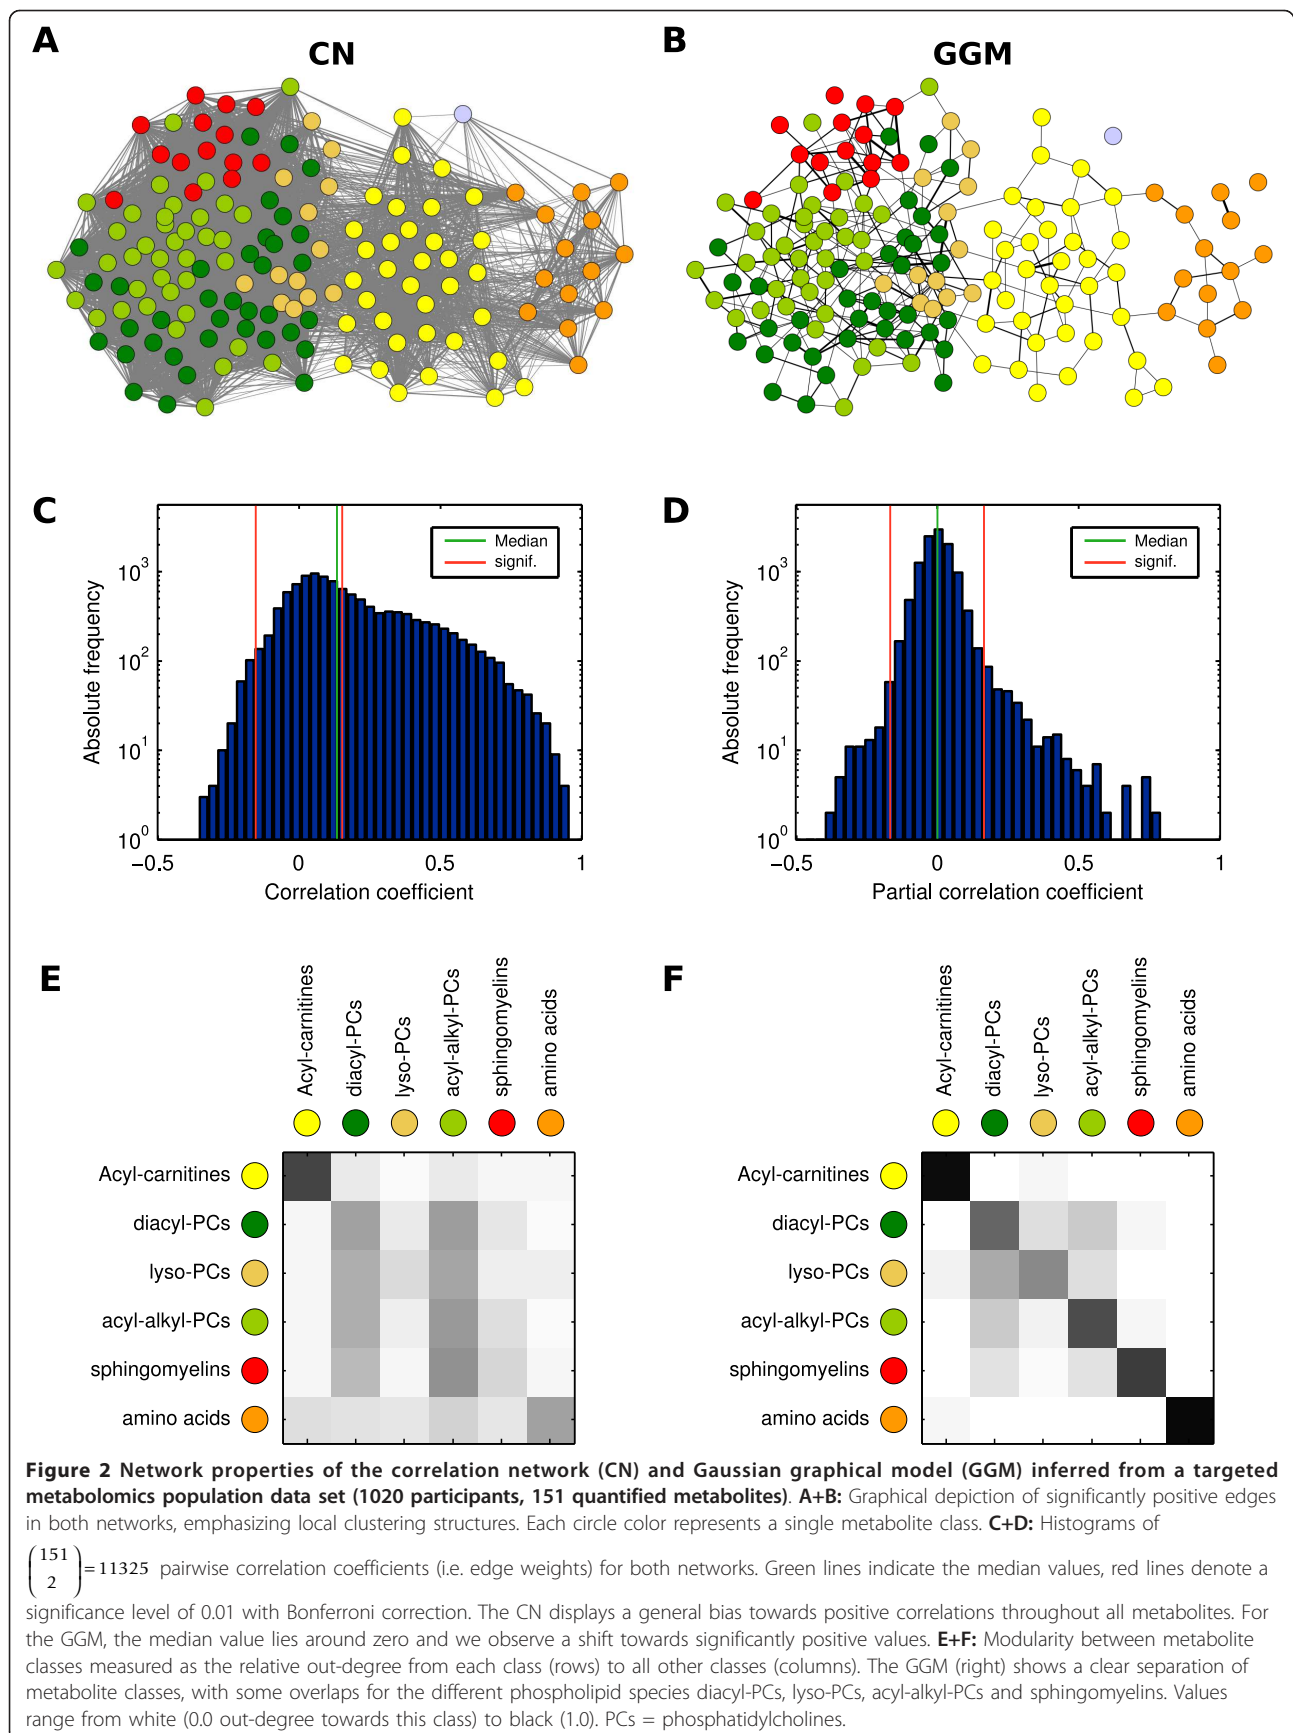 A
CN
B
GGM
C
Median
signif.
Absolute frequency
10^3
10^2
10^1
10^0
−0.5
0
0.5
1
Correlation coefficient
D
Median
signif.
Absolute frequency
10^3
10^2
10^1
10^0
−0.5
0
0.5
1
Partial correlation coefficient
E
Acyl-carnitines
diacyl-PCs
lyso-PCs
acyl-alkyl-PCs
sphingomyelins
amino acids
Acyl-carnitines
diacyl-PCs
lyso-PCs
acyl-alkyl-PCs
sphingomyelins
amino acids
F
Acyl-carnitines
diacyl-PCs
lyso-PCs
acyl-alkyl-PCs
sphingomyelins
amino acids
Acyl-carnitines
diacyl-PCs
lyso-PCs
acyl-alkyl-PCs
sphingomyelins
amino acids
Figure 2 Network properties of the correlation network (CN) and Gaussian graphical model (GGM) inferred from a targeted
metabolomics population data set (1020 participants, 151 quantified metabolites). A+B: Graphical depiction of significantly positive edges
in both networks, emphasizing local clustering structures. Each circle color represents a single metabolite class. C+D: Histograms of
(151 2) = 11325 pairwise correlation coefficients (i.e. edge weights) for both networks. Green lines indicate the median values, red lines denote a
significance level of 0.01 with Bonferroni correction. The CN displays a general bias towards positive correlations throughout all metabolites. For
the GGM, the median value lies around zero and we observe a shift towards significantly positive values. E+F: Modularity between metabolite
classes measured as the relative out-degree from each class (rows) to all other classes (columns). The GGM (right) shows a clear separation of
metabolite classes, with some overlaps for the different phospholipid species diacyl-PCs, lyso-PCs, acyl-alkyl-PCs and sphingomyelins. Values
range from white (0.0 out-degree towards this class) to black (1.0). PCs = phosphatidylcholines.